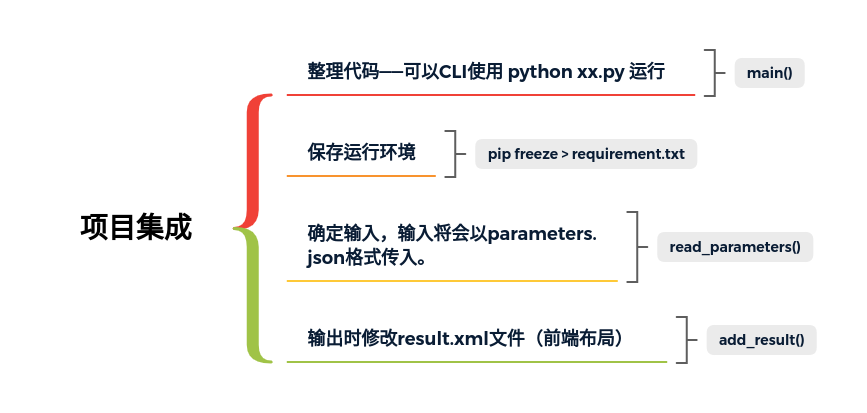 整理代码——可以CLI使用 python xx.py 运行
main()
保存运行环境
pip freeze > requirement.txt
项目集成
确定输入，输入将会以parameters.
json格式传入。
read_parameters()
输出时修改result.xml文件（前端布局）
add_result()